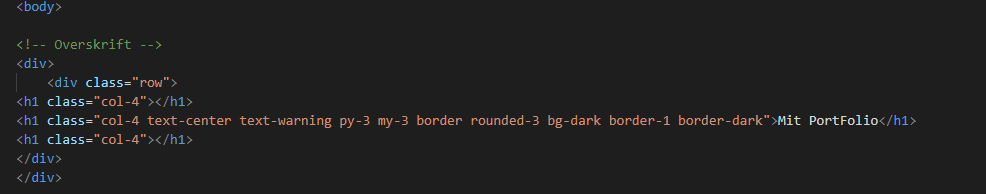 <body>
<!-- Overskrift -->
<div>
<div class="row">
<h1 class="col-4"></h1>
<h1 class="col-4 text-center text-warning py-3 my-3 border rounded-3 bg-dark border-1 border-dark">Mit PortFolio</h1>
<h1 class="col-4"></h1>
</div>
</div>